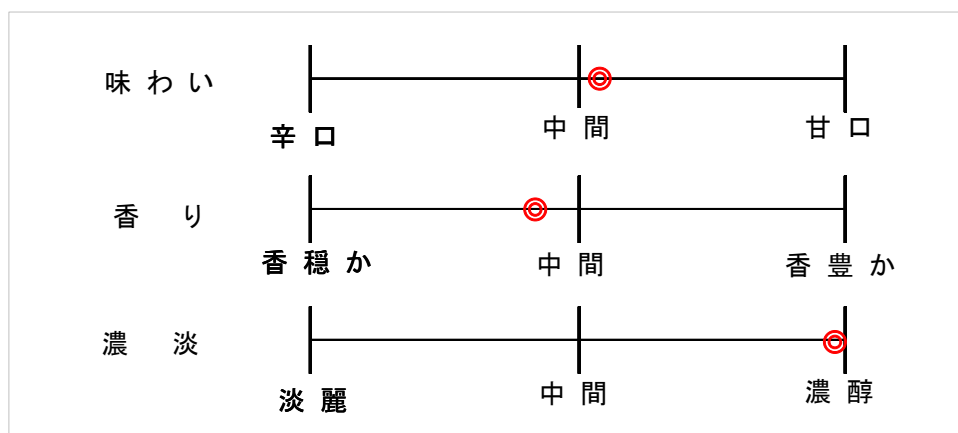 味わい
辛口 中間 甘口
香り
香穏か 中間 香豊か
濃淡
淡麗 中間 濃醇